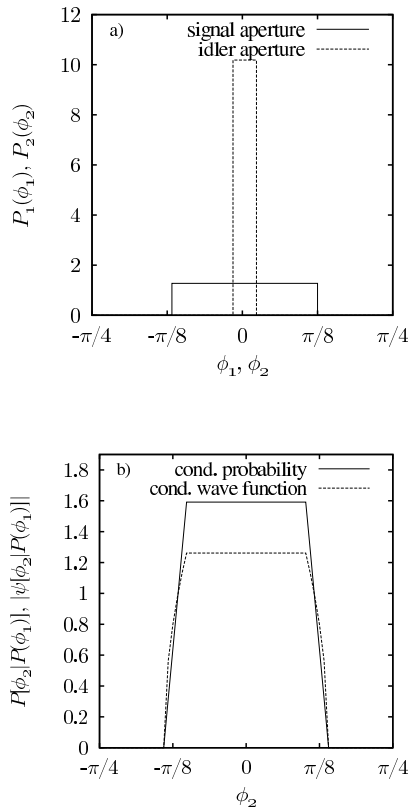 a)
signal aperture
idler aperture
12
10
8
6
4
2
0
P₁(ϕ₁), P₂(ϕ₂)
-π/4 -π/8 0 π/8 π/4
ϕ₁, ϕ₂
b)
cond. probability
cond. wave function
1.8
1.6
1.4
1.2
1
0.8
0.6
0.4
0.2
0
P[ϕ₂|P(ϕ₁)], |ψ[ϕ₂|P(ϕ₁)]|
-π/4 -π/8 0 π/8 π/4
ϕ₂